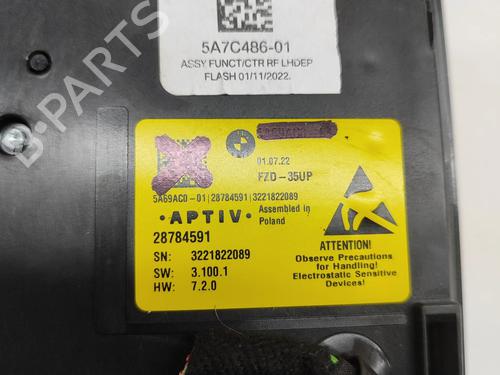 5A7C486-01
ASSY FUNCT/CTR RF LHDEP
FLASH 01/11/2022.
01.07.22
FZD-35UP
5A69AC0-01|28784591|3221822089
• APTIV •
Assembled in
Poland
28784591
SN: 3221822089
SW: 3.100.1
HW: 7.2.0
ATTENTION!
Observe Precautions
for Handling!
Electrostatic Sensitive
Devices!
B-PARTS